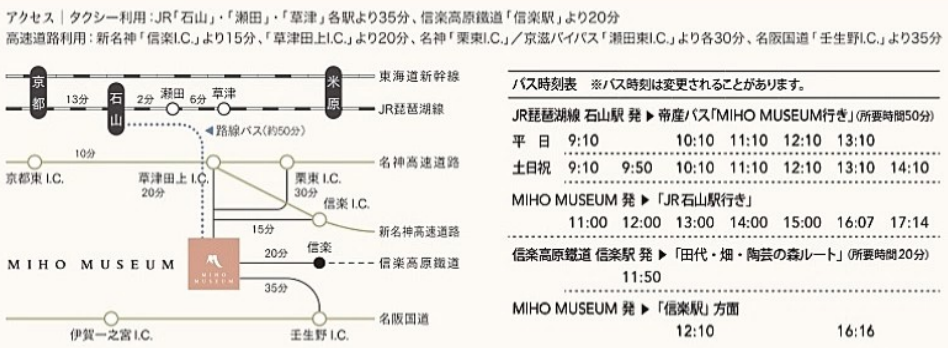 アクセス｜タクシー利用：JR「石山」・「瀬田」・「草津」各駅より35分、信楽高原鐵道「信楽駅」より20分
高速道路利用：新名神「信楽I.C.」より15分、「草津田上I.C.」より20分、名神「栗東I.C.」／京滋バイパス「瀬田東I.C.」より各30分、名阪国道「壬生野I.C.」より35分
東海道新幹線
京都
13分
石山
2分
瀬田
6分
草津
米原
JR琵琶湖線
◀路線バス(約50分)
10分
名神高速道路
京都東 I.C.
草津田上 I.C.
20分
栗東 I.C.
30分
信楽 I.C.
15分
新名神高速道路
MIHO MUSEUM
MIHO
MUSEUM
20分
信楽
信楽高原鐵道
35分
名阪国道
伊賀一之宮 I.C.
壬生野 I.C.
バス時刻表 ※バス時刻は変更されることがあります。
JR琵琶湖線 石山駅 発 ▶ 帝産バス「MIHO MUSEUM行き」(所要時間50分)
平 日 9:10 10:10 11:10 12:10 13:10
土日祝 9:10 9:50 10:10 11:10 12:10 13:10 14:10
MIHO MUSEUM 発 ▶ 「JR石山駅行き」
11:00 12:00 13:00 14:00 15:00 16:07 17:14
信楽高原鐵道 信楽駅 発 ▶ 「田代・畑・陶芸の森ルート」(所要時間20分)
11:50
MIHO MUSEUM 発 ▶ 「信楽駅」方面
12:10 16:16